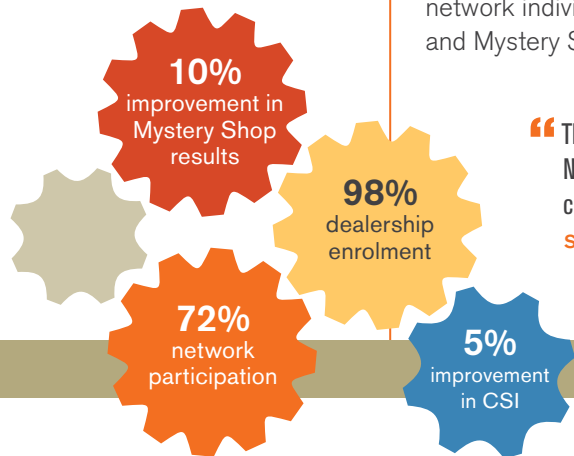 network
and Mystery
10%
improvement in
Mystery Shop
results
98%
dealership
enrolment
72%
network
participation
5%
improvement
in CSI